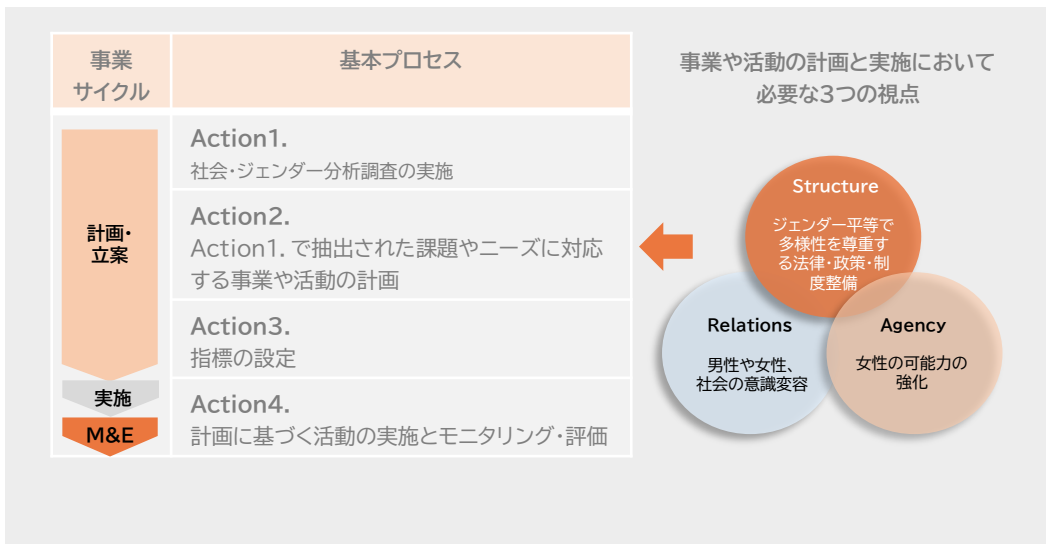 事業
サイクル
基本プロセス
計画・
立案
実施
M&E
Action1.
社会・ジェンダー分析調査の実施
Action2.
Action1. で抽出された課題やニーズに対応
する事業や活動の計画
Action3.
指標の設定
Action4.
計画に基づく活動の実施とモニタリング・評価
事業や活動の計画と実施において
必要な3つの視点
Structure
ジェンダー平等で
多様性を尊重す
る法律・政策・制
度整備
Relations
男性や女性、
社会の意識変容
Agency
女性の可能力の
強化